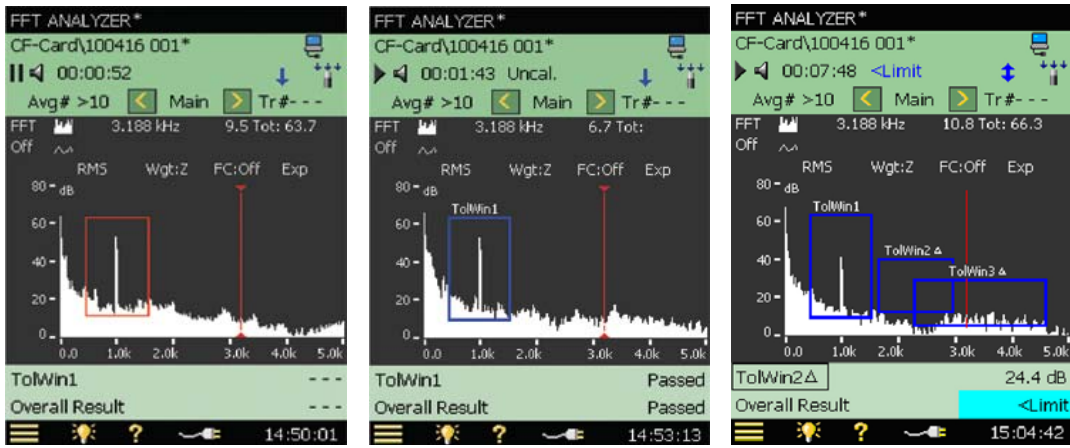 FFT ANALYZER*
CF-Card\100416 001*
00:00:52
Avg# >10 < Main > Tr#- - -
FFT 3.188 kHz 9.5 Tot: 63.7
Off
RMS Wgt:Z FC:Off Exp
80 dB
60
40
20
0
0.0 1.0k 2.0k 3.0k 4.0k 5.0k
TolWin1 - - -
Overall Result - - -
? 14:50:01
FFT ANALYZER*
CF-Card\100416 001*
00:01:43 Uncal.
Avg# >10 < Main > Tr#- - -
FFT 3.188 kHz 6.7 Tot:
Off
RMS Wgt:Z FC:Off Exp
80 dB
TolWin1
60
40
20
0
0.0 1.0k 2.0k 3.0k 4.0k 5.0k
TolWin1 Passed
Overall Result Passed
? 14:53:13
FFT ANALYZER*
CF-Card\100416 001*
00:07:48 <Limit
Avg# >10 < Main > Tr#- - -
FFT 3.188 kHz 10.8 Tot: 66.3
Off
RMS Wgt:Z FC:Off Exp
80 dB
TolWin1
60
TolWin2 Δ
40
TolWin3 Δ
20
0
0.0 1.0k 2.0k 3.0k 4.0k 5.0k
TolWin2Δ 24.4 dB
Overall Result <Limit
? 15:04:42